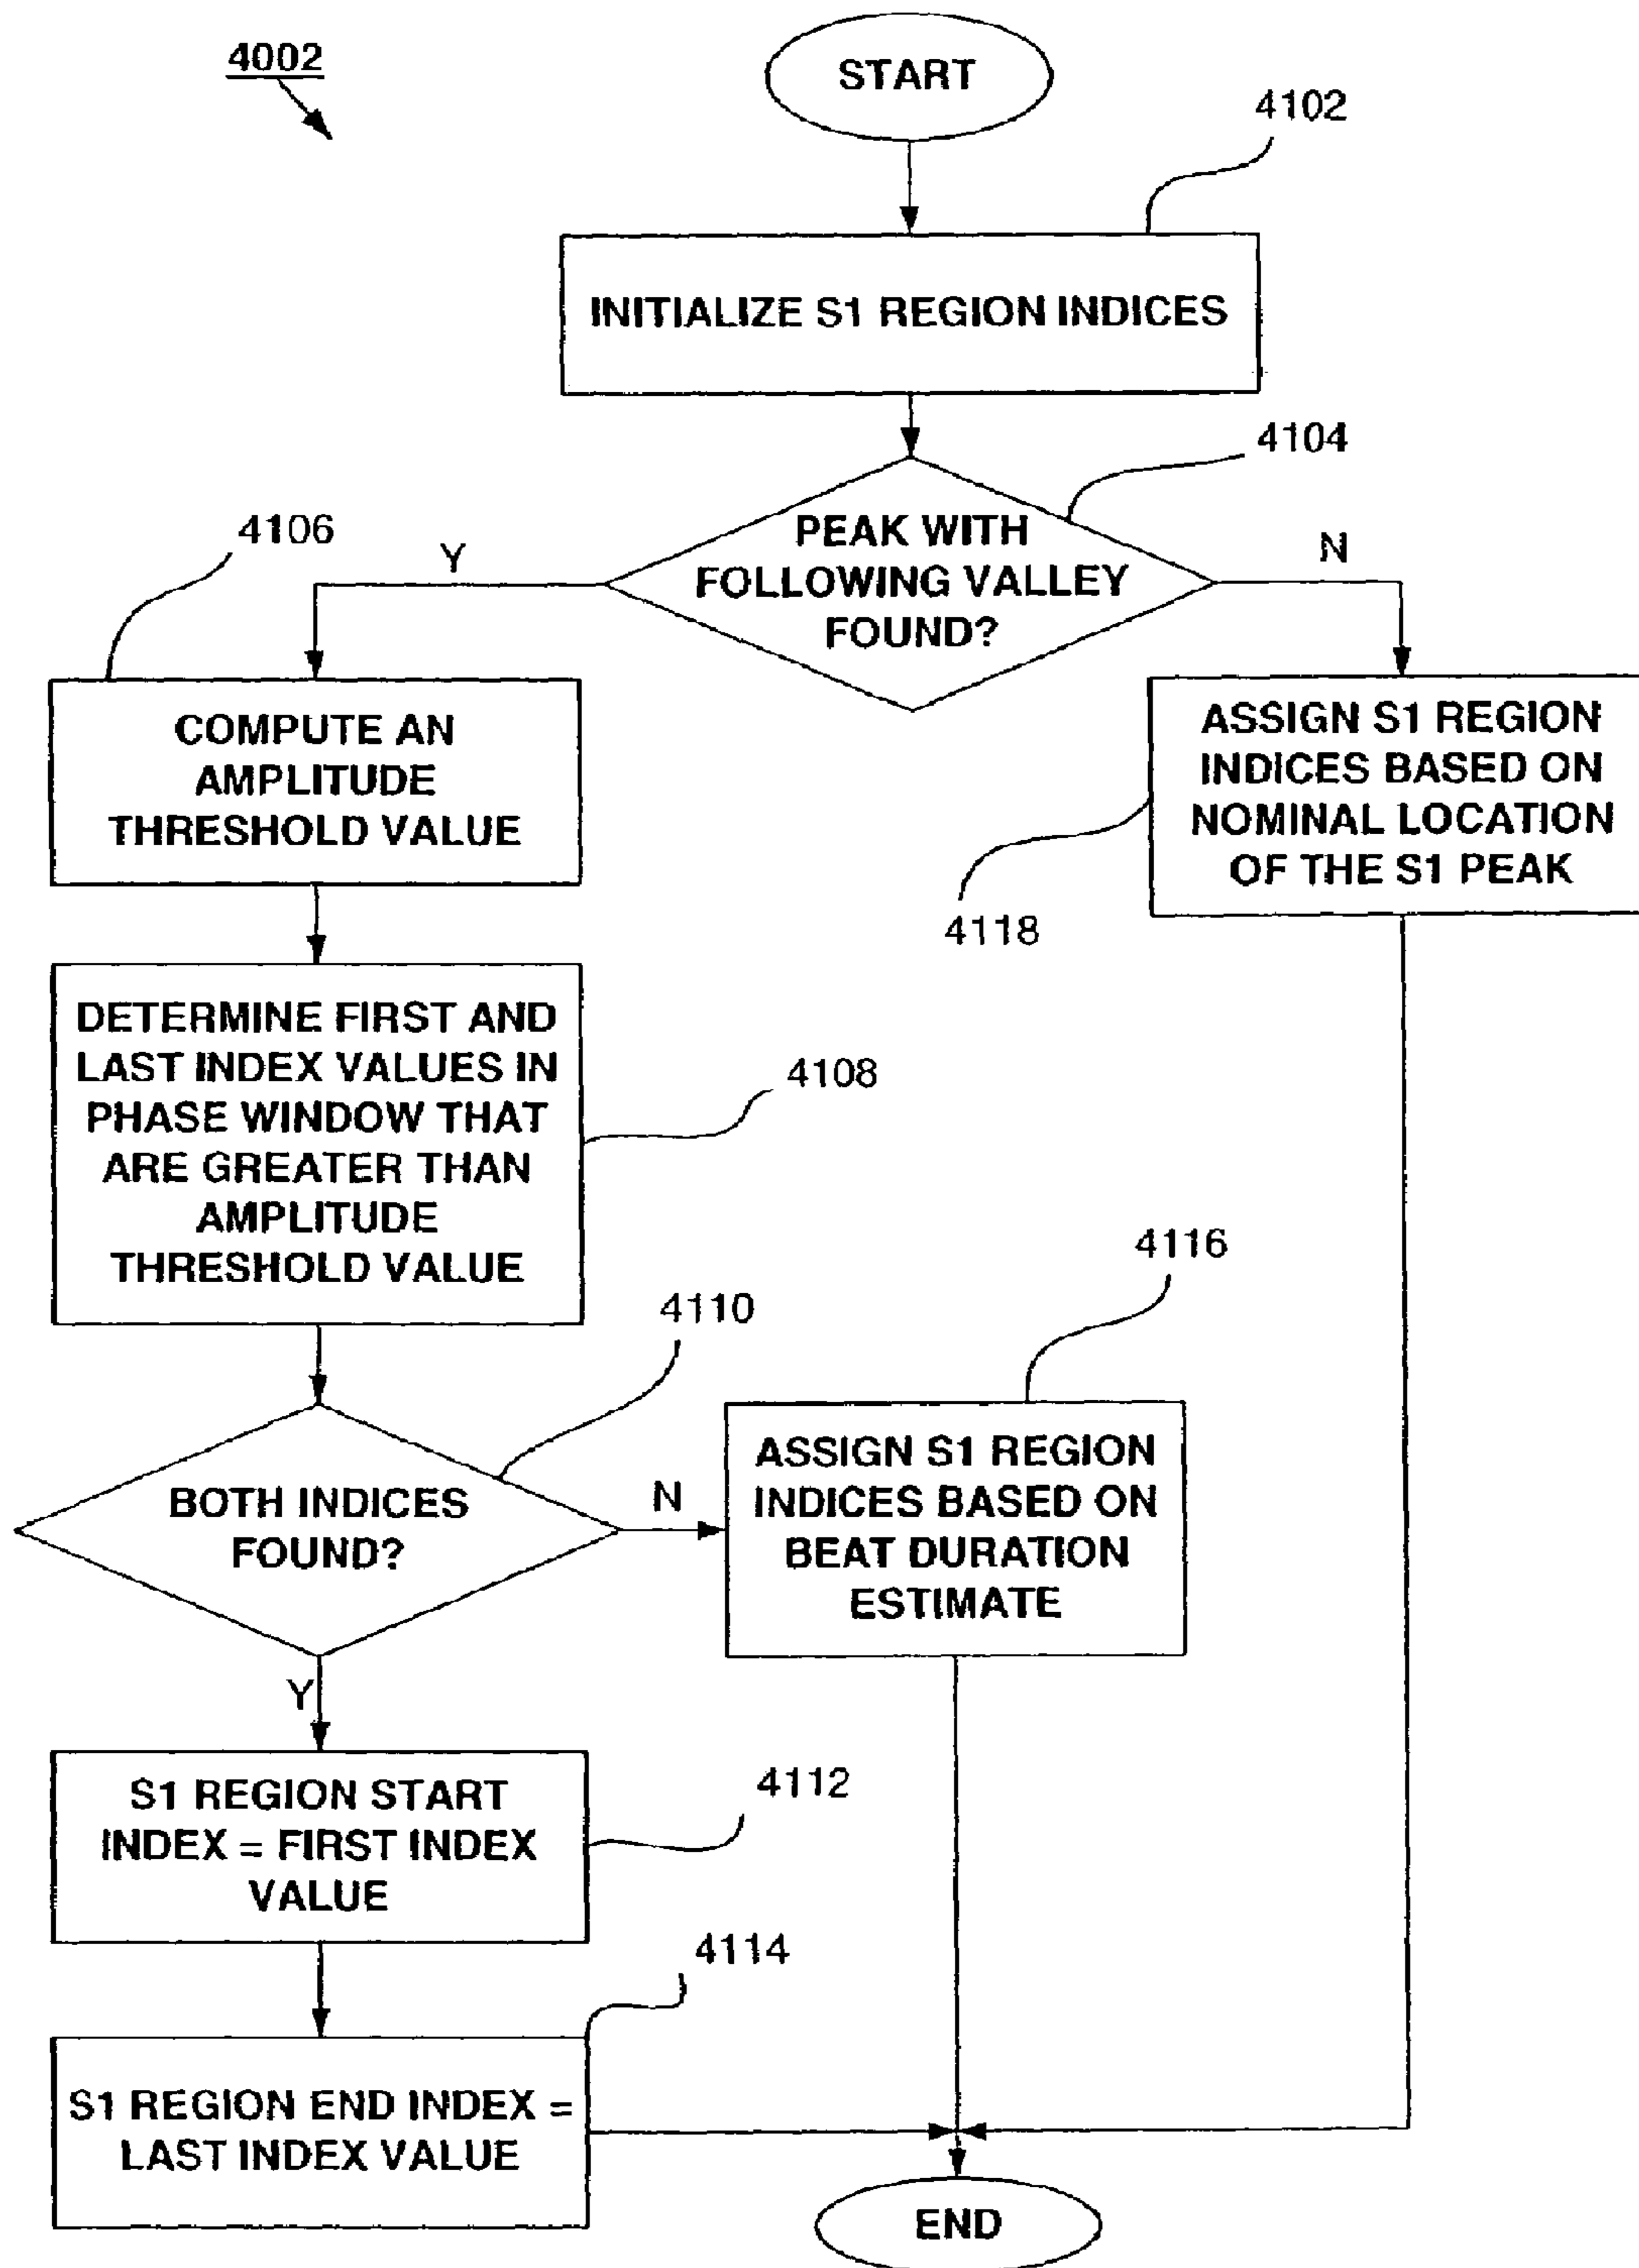 4002
START
4102
INITIALIZE S1 REGION INDICES
4104
PEAK WITH
FOLLOWING VALLEY
FOUND?
Y
N
4106
COMPUTE AN
AMPLITUDE
THRESHOLD VALUE
ASSIGN S1 REGION
INDICES BASED ON
NOMINAL LOCATION
OF THE S1 PEAK
4118
DETERMINE FIRST AND
LAST INDEX VALUES IN
PHASE WINDOW THAT
ARE GREATER THAN
AMPLITUDE
THRESHOLD VALUE
4108
4110
BOTH INDICES
FOUND?
N
4116
ASSIGN S1 REGION
INDICES BASED ON
BEAT DURATION
ESTIMATE
Y
S1 REGION START
INDEX = FIRST INDEX
VALUE
4112
4114
S1 REGION END INDEX =
LAST INDEX VALUE
END